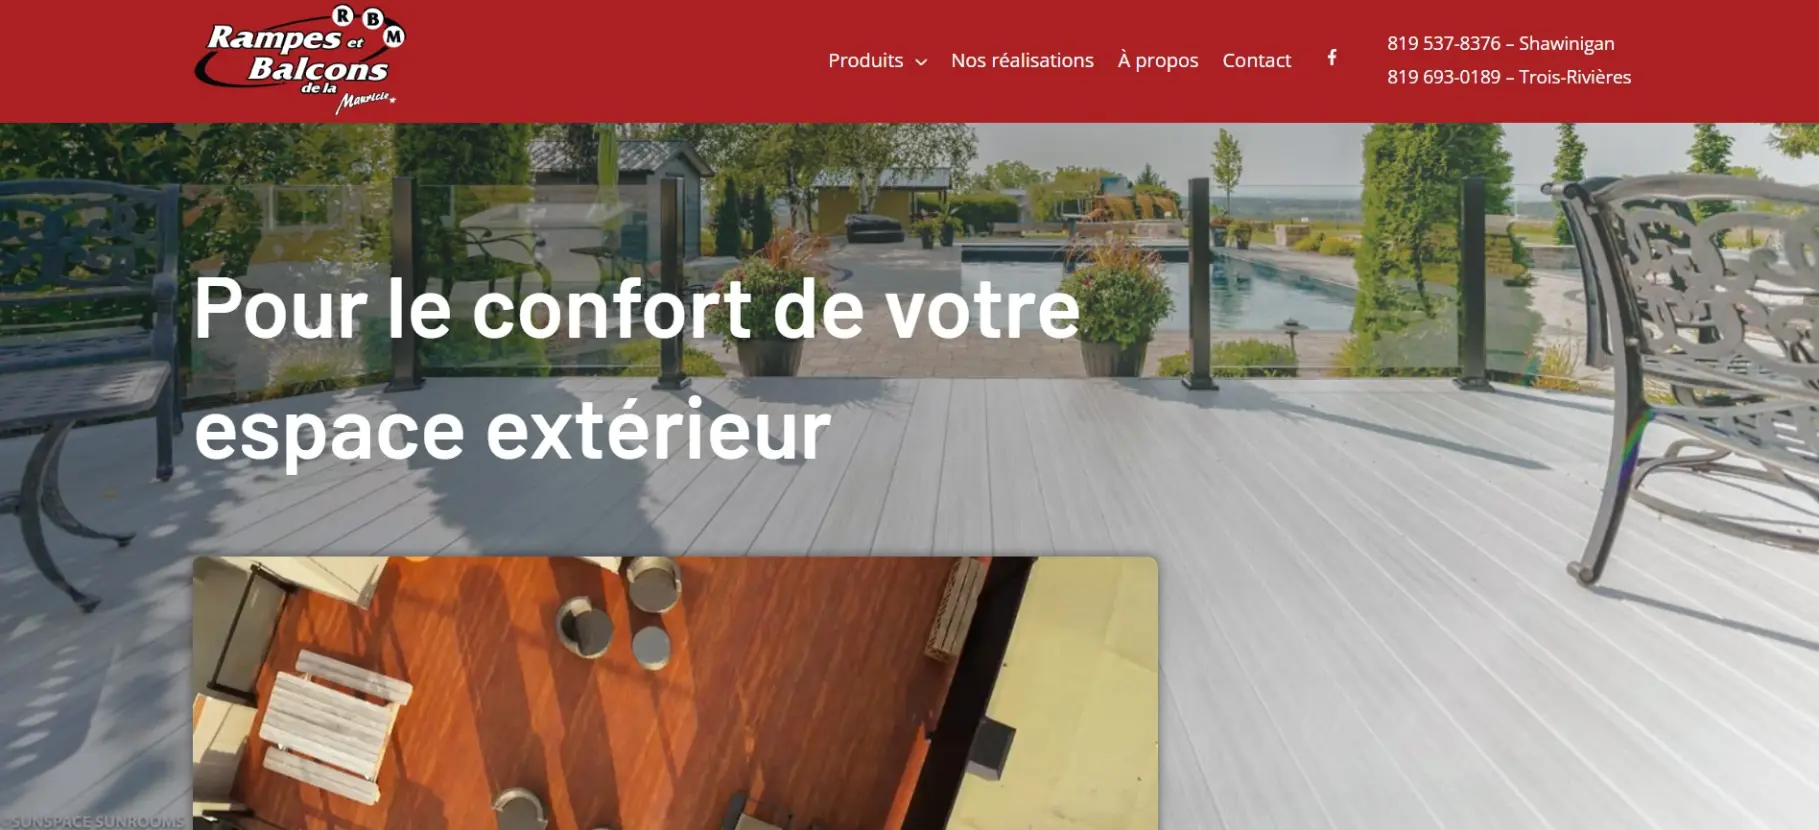 R B M
Rampes et
Balcons
de la
Mauricie
Produits
Nos réalisations
À propos
Contact
819 537-8376 – Shawinigan
819 693-0189 – Trois-Rivières
Pour le confort de votre
espace extérieur
©SUNSPACE SUNROOMS